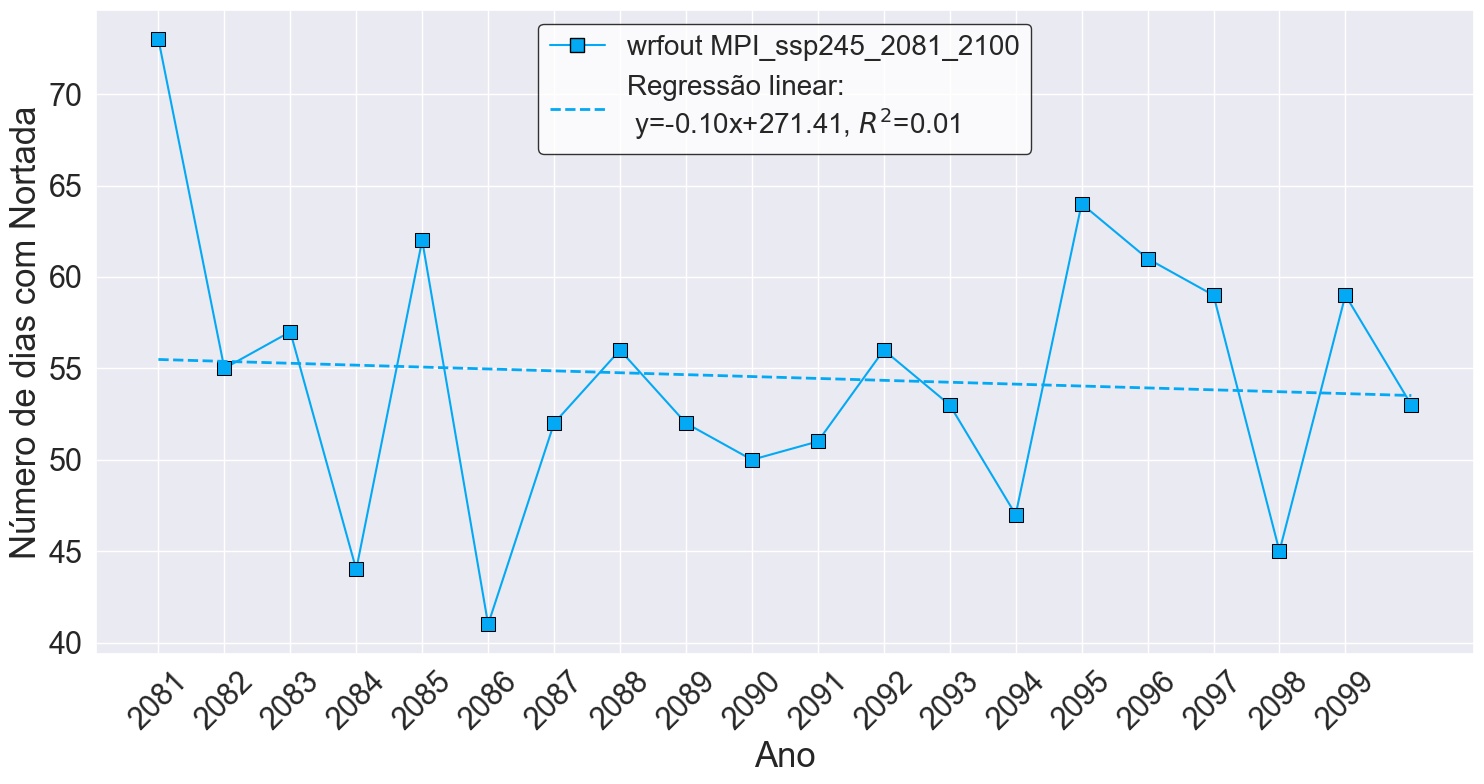 wrfout MPI_ssp245_2081_2100
Regressão linear:
y=-0.10x+271.41, R²=0.01
Número de dias com Nortada
70
65
60
55
50
45
40
2081 2082 2083 2084 2085 2086 2087 2088 2089 2090 2091 2092 2093 2094 2095 2096 2097 2098 2099
Ano